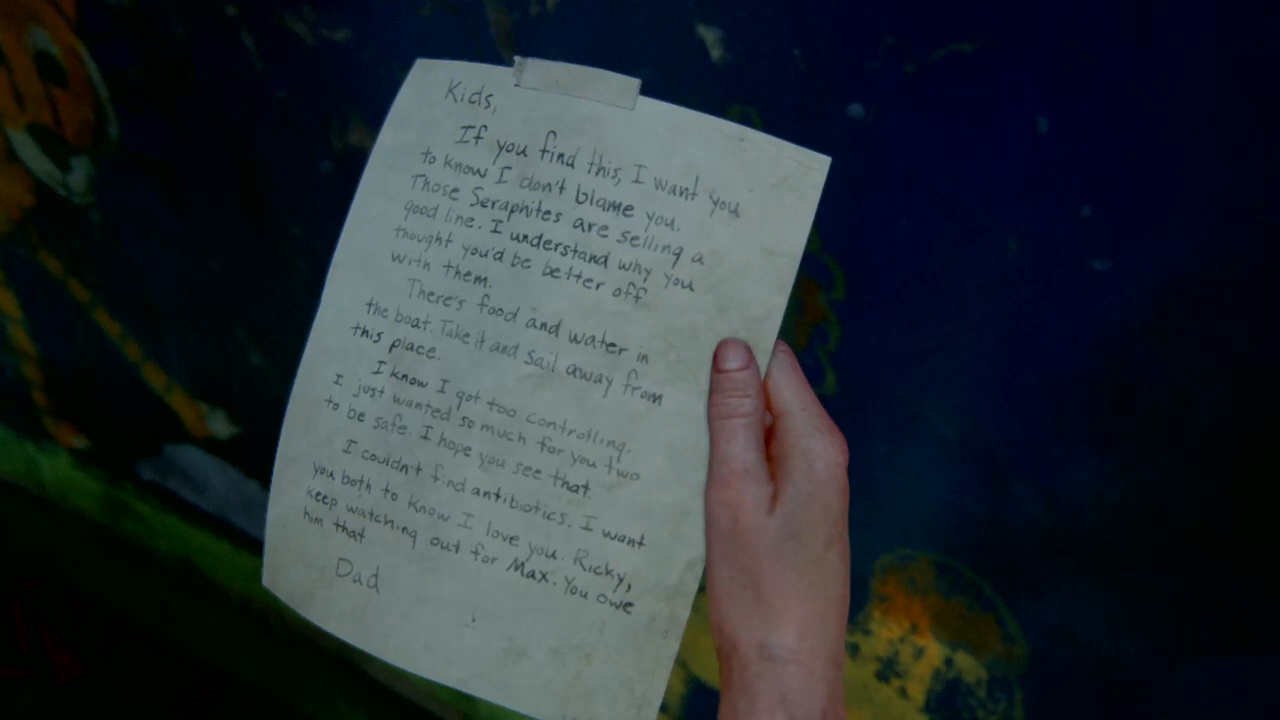 Kids,
If you find this, I want you
to know I don't blame you.
Those Seraphites are selling a
good line. I understand why you
thought you'd be better off
with them.
There's food and water in
the boat. Take it and sail away from
this place.
I know I got too controlling.
I just wanted so much for you two
to be safe. I hope you see that.
I couldn't find antibiotics. I want
you both to know I love you. Ricky,
keep watching out for Max. You owe
him that
Dad